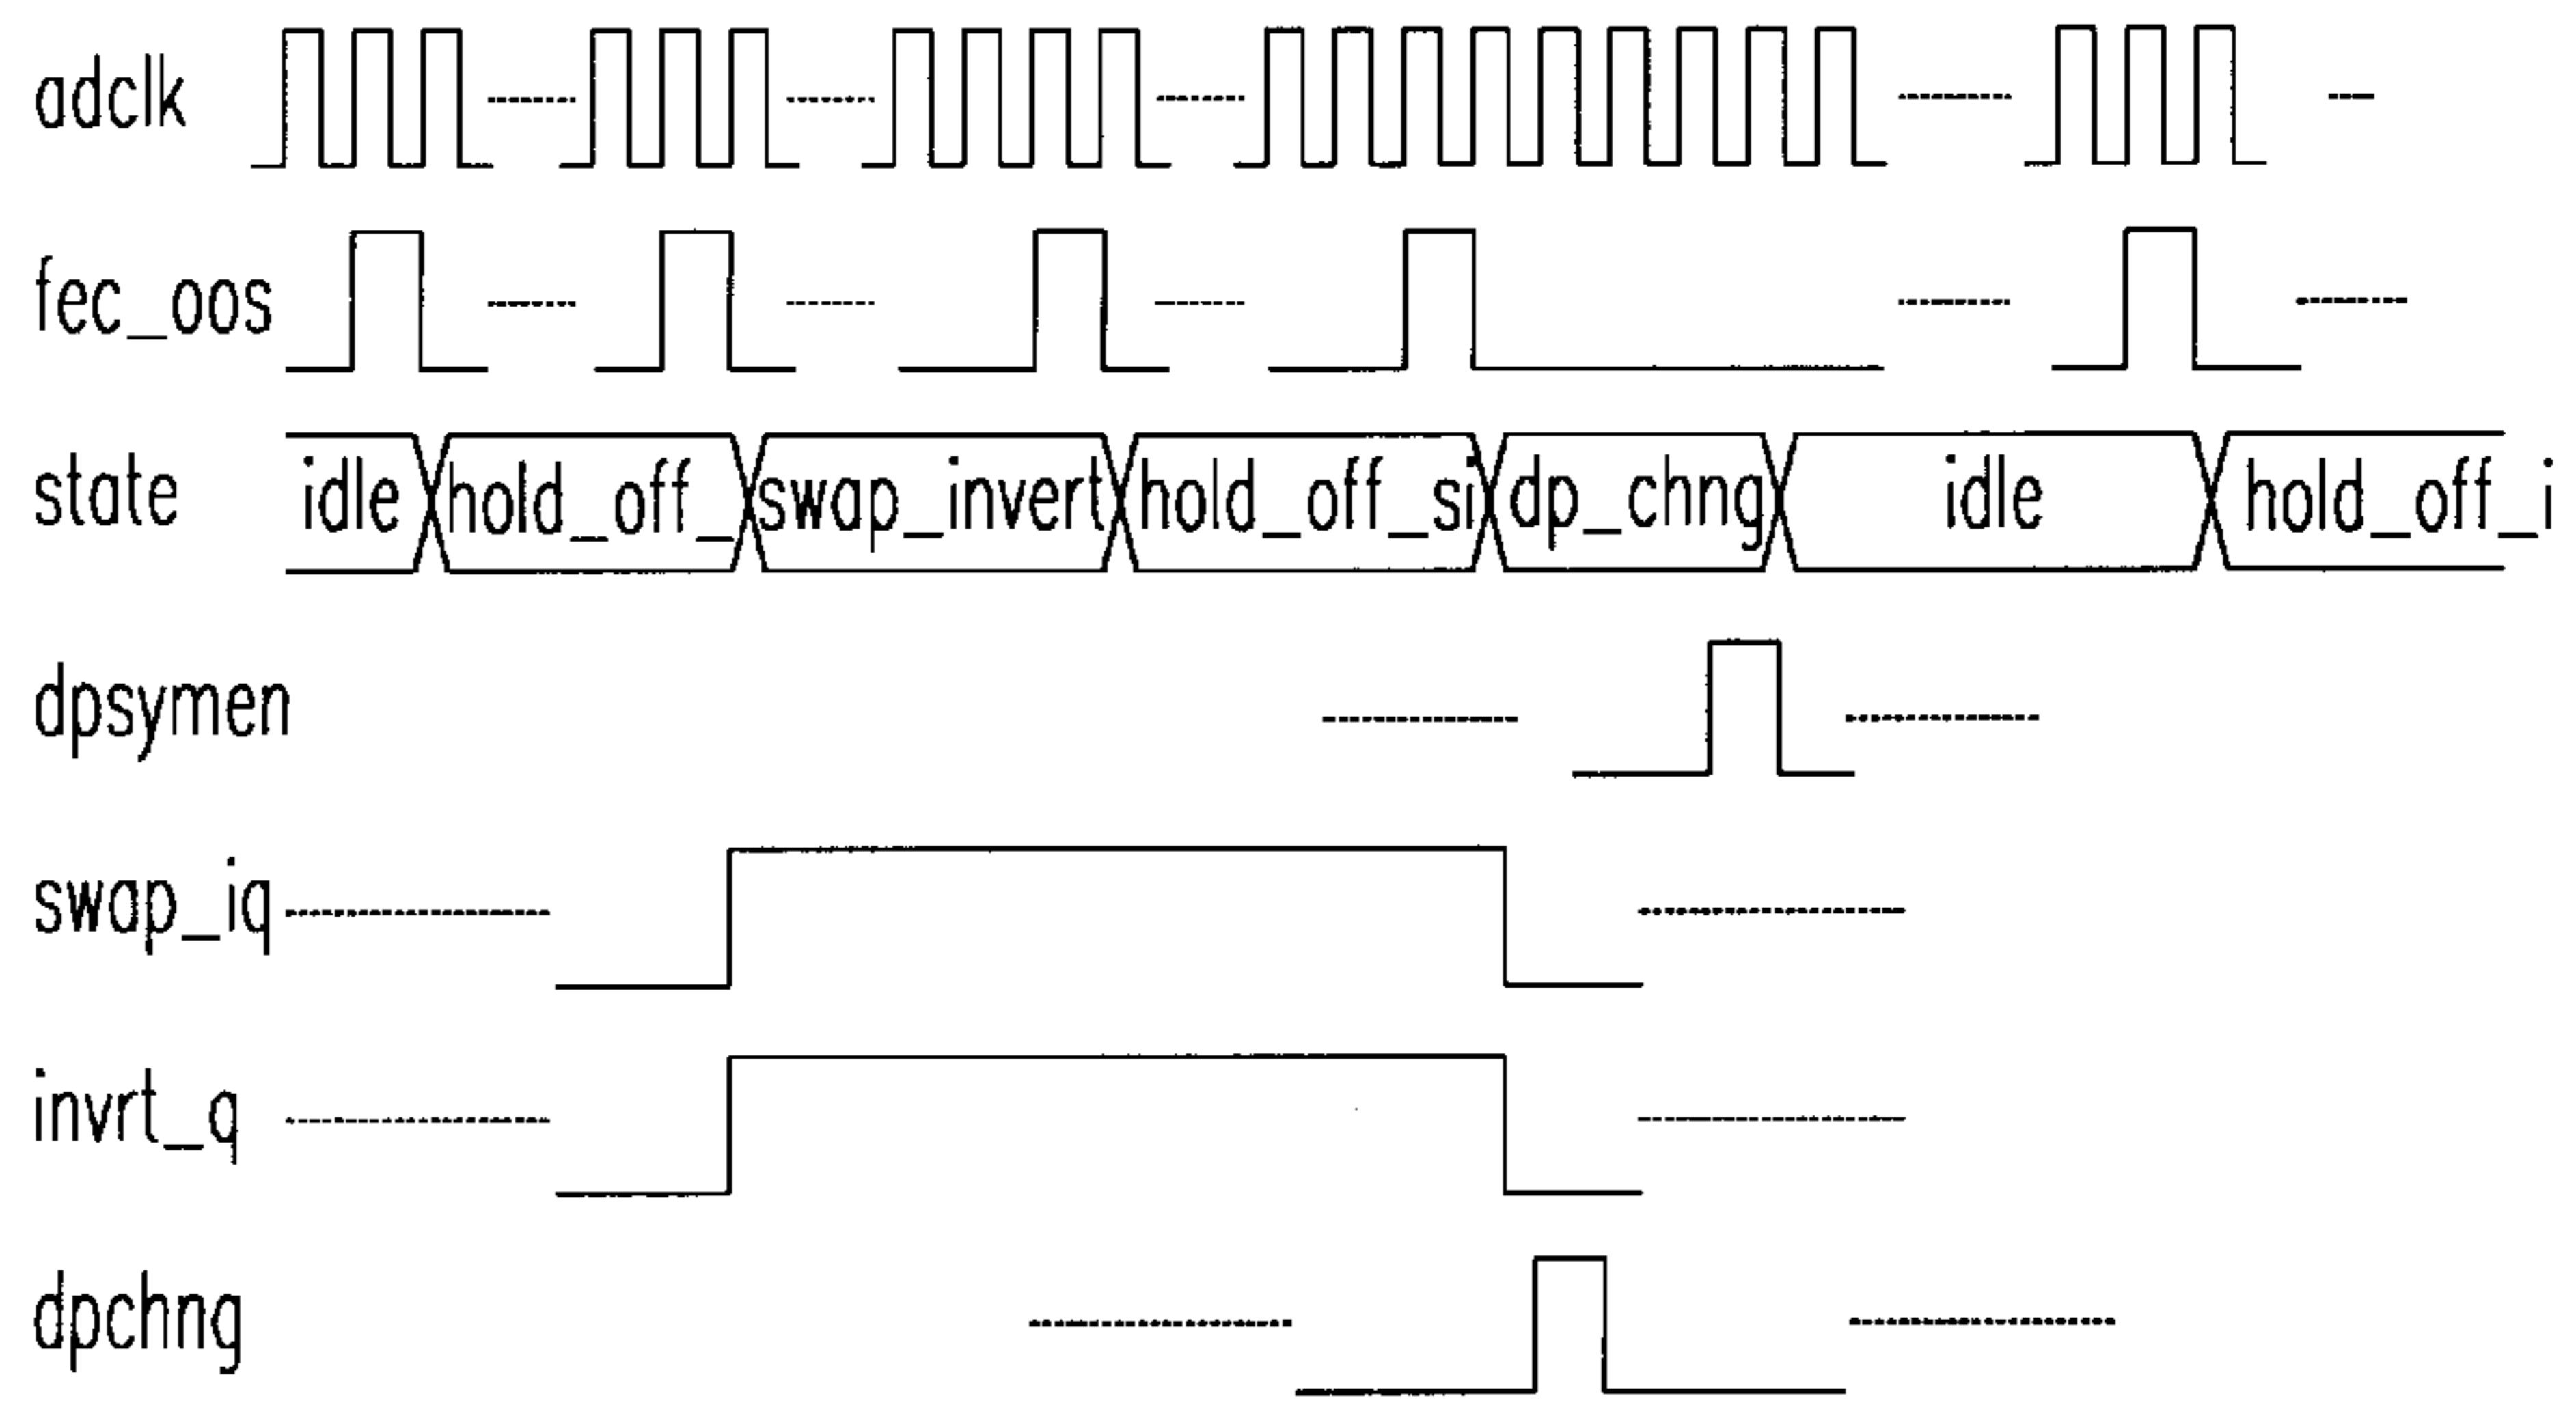 adclk
fec_oos
state idle hold_off_ swap_invert hold_off_si dp_chng idle hold_off_i
dpsymen
swap_iq
invrt_q
dpchng